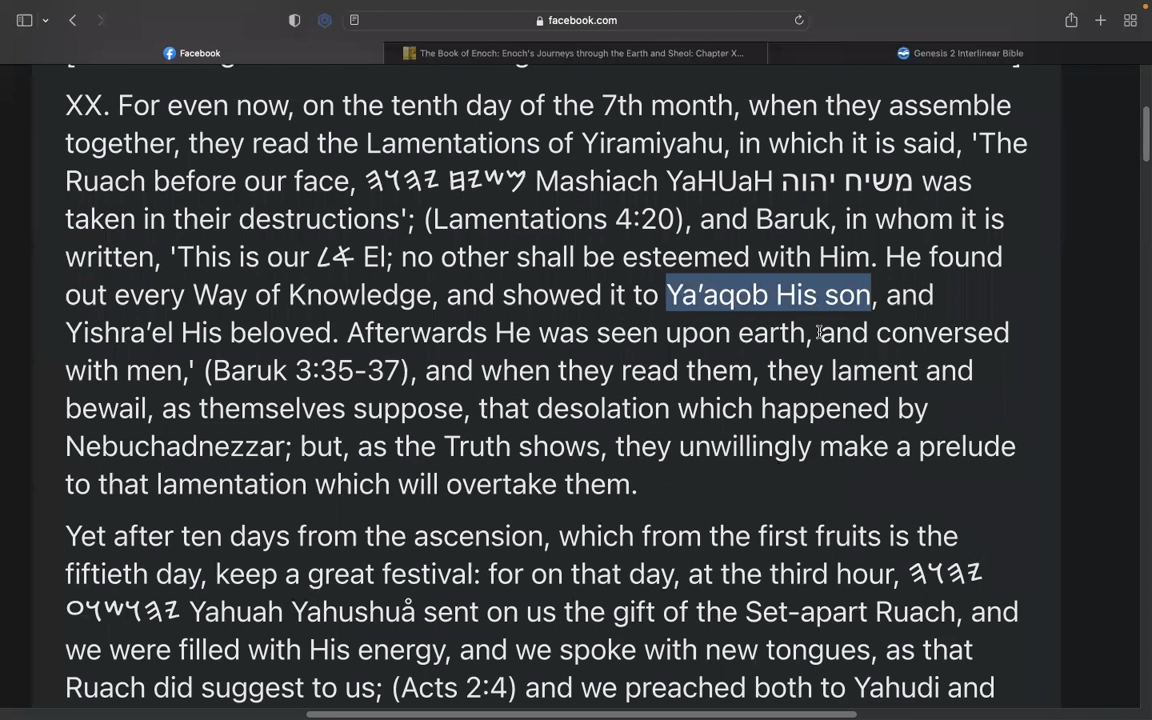 facebook.com
Facebook
The Book of Enoch: Enoch's Journeys through the Earth and Sheol: Chapter X...
Genesis 2 Interlinear Bible
XX. For even now, on the tenth day of the 7th month, when they assemble
together, they read the Lamentations of Yiramiyahu, in which it is said, 'The
Ruach before our face, 𐤉𐤄𐤅𐤄 𐤌𐤔𐤉𐤇 Mashiach YaHUaH משיח יהוה was
taken in their destructions'; (Lamentations 4:20), and Baruk, in whom it is
written, 'This is our 𐤀𐤋 El; no other shall be esteemed with Him. He found
out every Way of Knowledge, and showed it to Ya’aqob His son, and
Yishra’el His beloved. Afterwards He was seen upon earth, and conversed
with men,' (Baruk 3:35-37), and when they read them, they lament and
bewail, as themselves suppose, that desolation which happened by
Nebuchadnezzar; but, as the Truth shows, they unwillingly make a prelude
to that lamentation which will overtake them.
Yet after ten days from the ascension, which from the first fruits is the
fiftieth day, keep a great festival: for on that day, at the third hour, 𐤉𐤄𐤅𐤄
𐤉𐤄𐤅𐤔𐤅𐤏 Yahuah Yahushuå sent on us the gift of the Set-apart Ruach, and
we were filled with His energy, and we spoke with new tongues, as that
Ruach did suggest to us; (Acts 2:4) and we preached both to Yahudi and